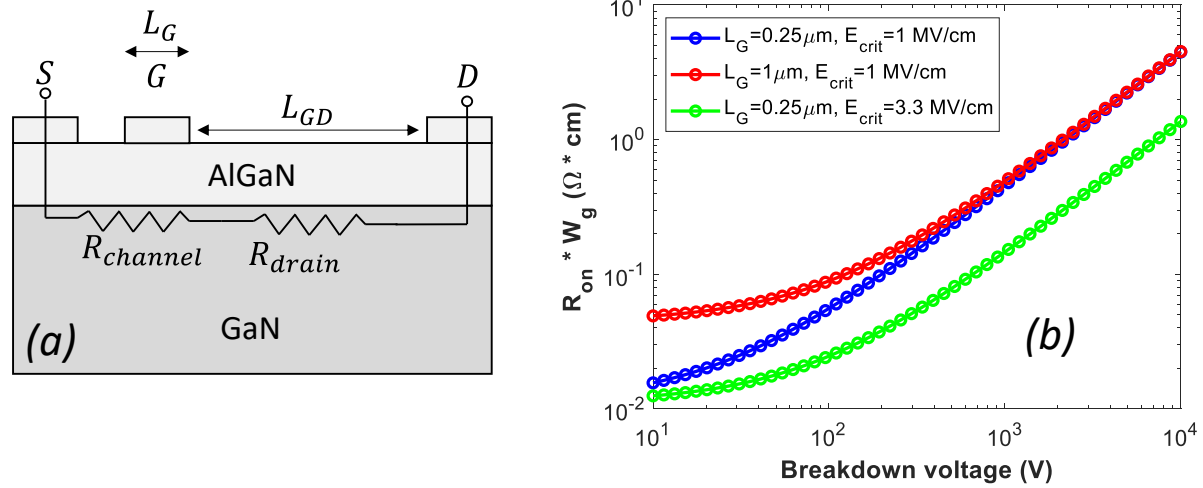 (a)
L_G
S
G
D
L_GD
AlGaN
R_channel
R_drain
GaN
L_G=0.25μm, E_crit=1 MV/cm
L_G=1μm, E_crit=1 MV/cm
L_G=0.25μm, E_crit=3.3 MV/cm
R_on * W_g (Ω * cm)
10^1
10^0
10^-1
10^-2
(b)
10^1 10^2 10^3 10^4
Breakdown voltage (V)